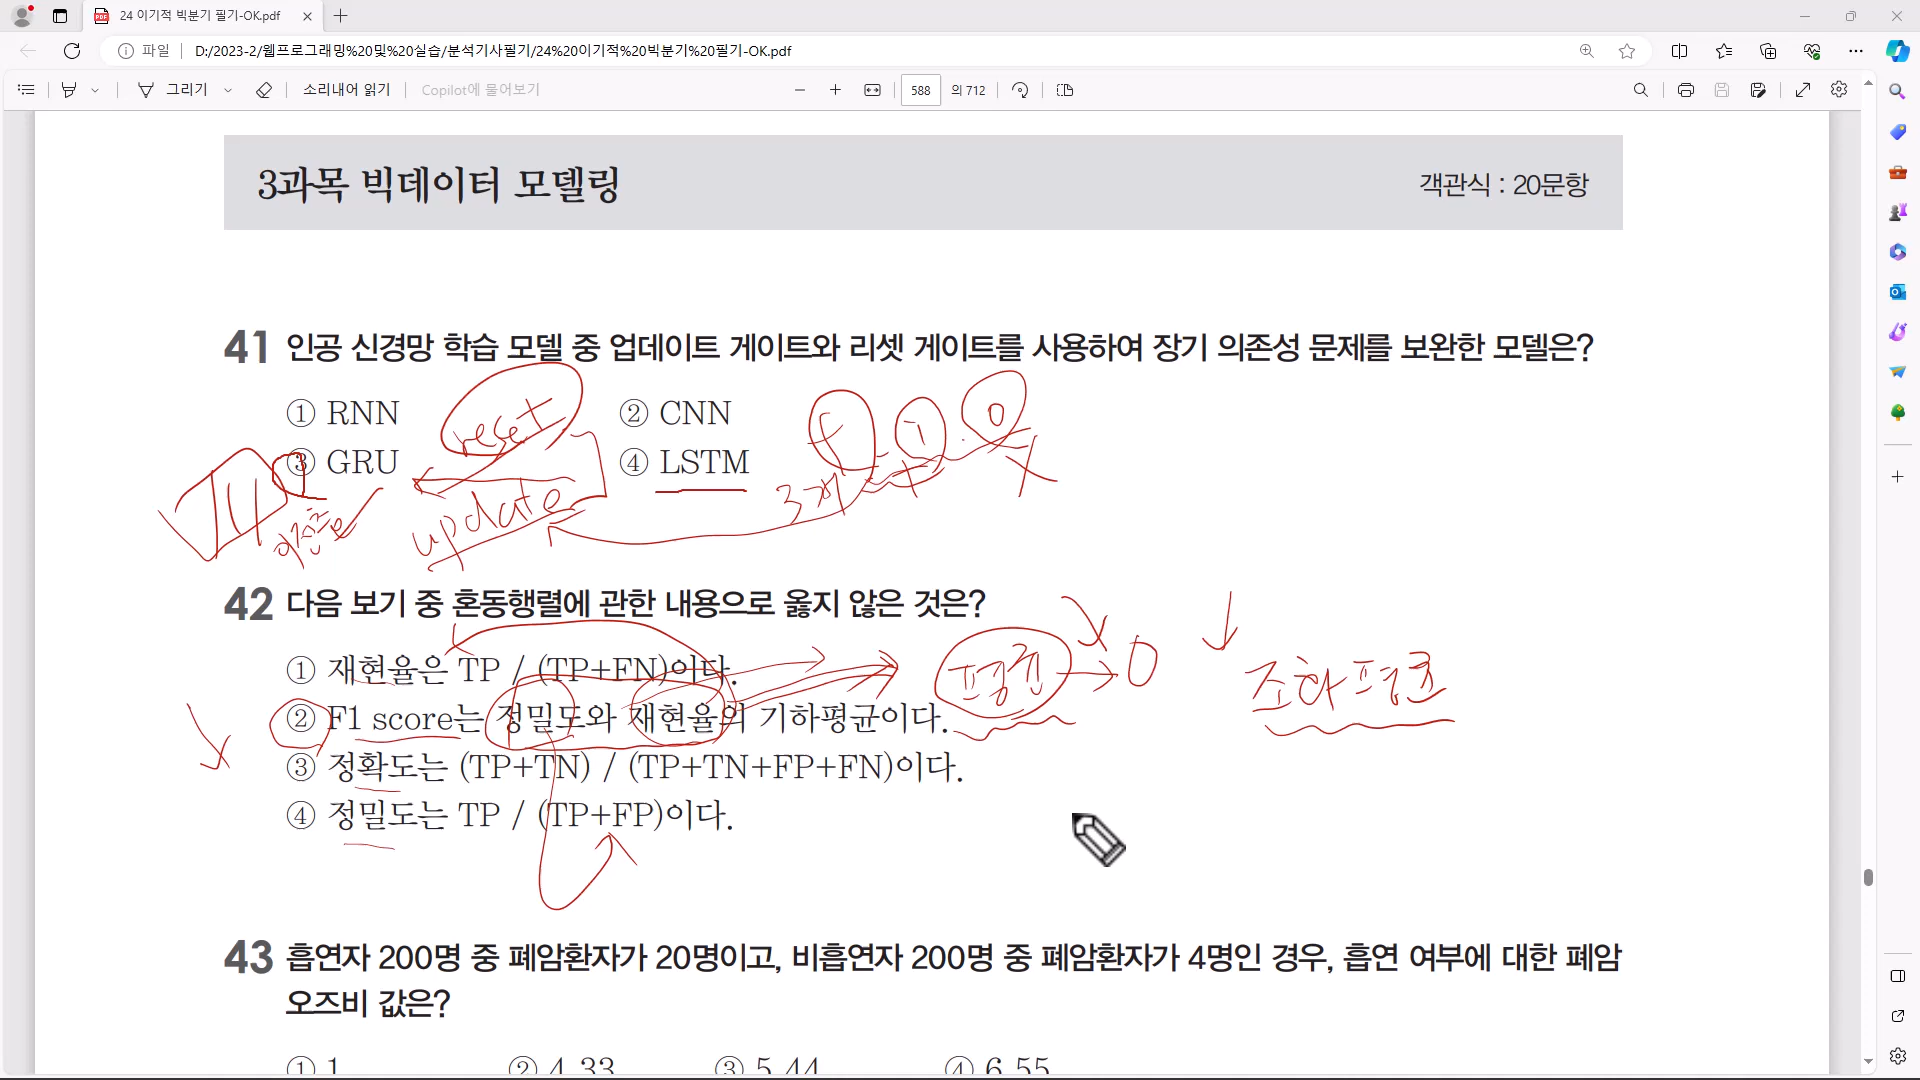 24 이기적 빅분기 필기-OK.pdf
파일 D:/2023-2/웹프로그래밍%20및%20실습/분석기사필기/24%20이기적%20빅분기%20필기-OK.pdf
그리기 소리내어 읽기 Copilot에 물어보기 588 의 712
3과목 빅데이터 모델링 객관식 : 20문항
41 인공 신경망 학습 모델 중 업데이트 게이트와 리셋 게이트를 사용하여 장기 의존성 문제를 보완한 모델은?
① RNN ② CNN
reset f i o
③ GRU ④ LSTM
3개
update
42 다음 보기 중 혼동행렬에 관한 내용으로 옳지 않은 것은?
① 재현율은 TP / (TP+FN)이다.
평균 0 조화평균
② F1 score는 정밀도와 재현율의 기하평균이다.
③ 정확도는 (TP+TN) / (TP+TN+FP+FN)이다.
④ 정밀도는 TP / (TP+FP)이다.
43 흡연자 200명 중 폐암환자가 20명이고, 비흡연자 200명 중 폐암환자가 4명인 경우, 흡연 여부에 대한 폐암
오즈비 값은?
① 1 ② 4.33 ③ 5.44 ④ 6.55